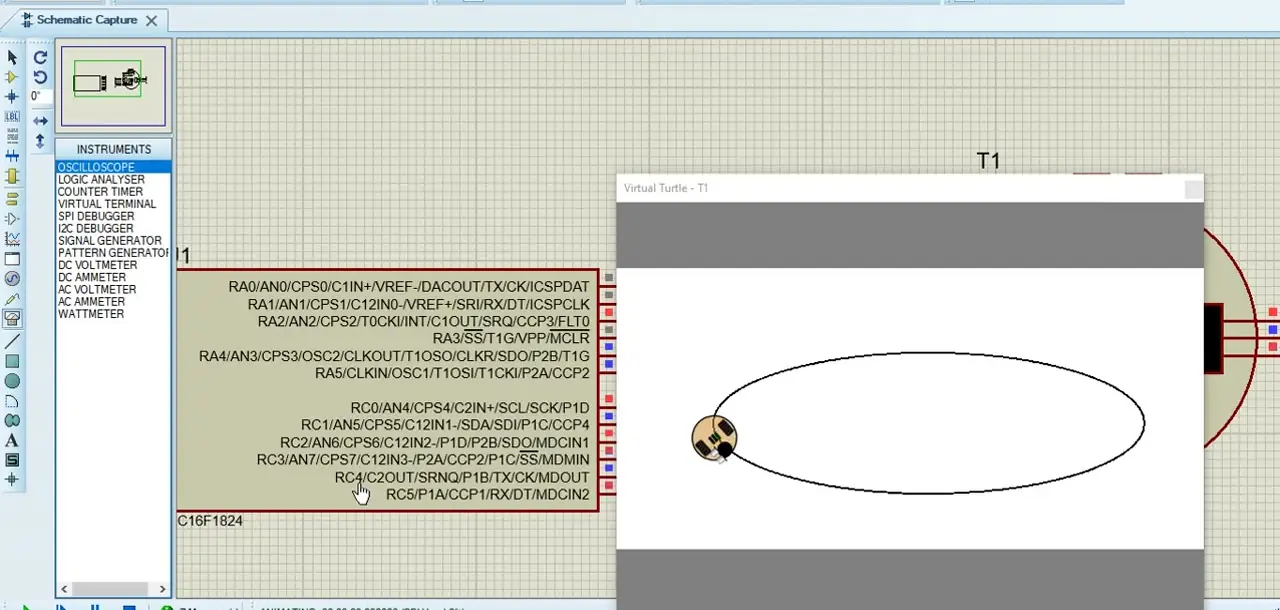 Schematic Capture
0°
LBL
INSTRUMENTS
OSCILLOSCOPE
LOGIC ANALYSER
COUNTER TIMER
VIRTUAL TERMINAL
SPI DEBUGGER
I2C DEBUGGER
SIGNAL GENERATOR
PATTERN GENERATOR
DC VOLTMETER
DC AMMETER
AC VOLTMETER
AC AMMETER
WATTMETER
A
S
T1
Virtual Turtle - T1
RA0/AN0/CPS0/C1IN+/VREF-/DACOUT/TX/CK/ICSPDAT
RA1/AN1/CPS1/C12IN0-/VREF+/SRI/RX/DT/ICSPCLK
RA2/AN2/CPS2/T0CKI/INT/C1OUT/SRQ/CCP3/FLT0
RA3/SS/T1G/VPP/MCLR
RA4/AN3/CPS3/OSC2/CLKOUT/T1OSO/CLKR/SDO/P2B/T1G
RA5/CLKIN/OSC1/T1OSI/T1CKI/P2A/CCP2
RC0/AN4/CPS4/C2IN+/SCL/SCK/P1D
RC1/AN5/CPS5/C12IN1-/SDA/SDI/P1C/CCP4
RC2/AN6/CPS6/C12IN2-/P1D/P2B/SDO/MDCIN1
RC3/AN7/CPS7/C12IN3-/P2A/CCP2/P1C/SS/MDMIN
RC4/C2OUT/SRNQ/P1B/TX/CK/MDOUT
RC5/P1A/CCP1/RX/DT/MDCIN2
C16F1824